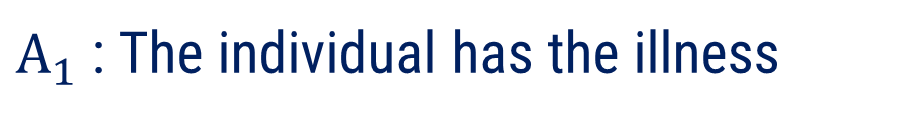 A₁ : The individual has the illness